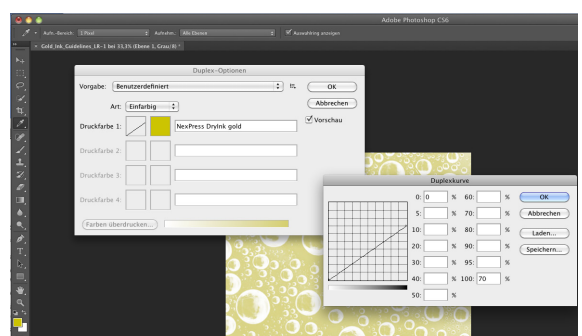 Adobe Photoshop CS6
Aufn.-Bereich: 1 Pixel Aufnahm: Alle Ebenen Auswahlring anzeigen
× Gold_Ink_Guidelines_LR-1 bei 33,3% (Ebene 1, Grau/8) *
Duplex-Optionen
Vorgabe: Benutzerdefiniert
OK
Art: Einfarbig
Abbrechen
Vorschau
Druckfarbe 1: NexPress DryInk gold
Druckfarbe 2:
Druckfarbe 3:
Druckfarbe 4:
Farben überdrucken...
Duplexkurve
0: 0 % 60: % OK
5: % 70: % Abbrechen
10: % 80: % Laden...
20: % 90: % Speichern...
30: % 95: %
40: % 100: 70 %
50: %